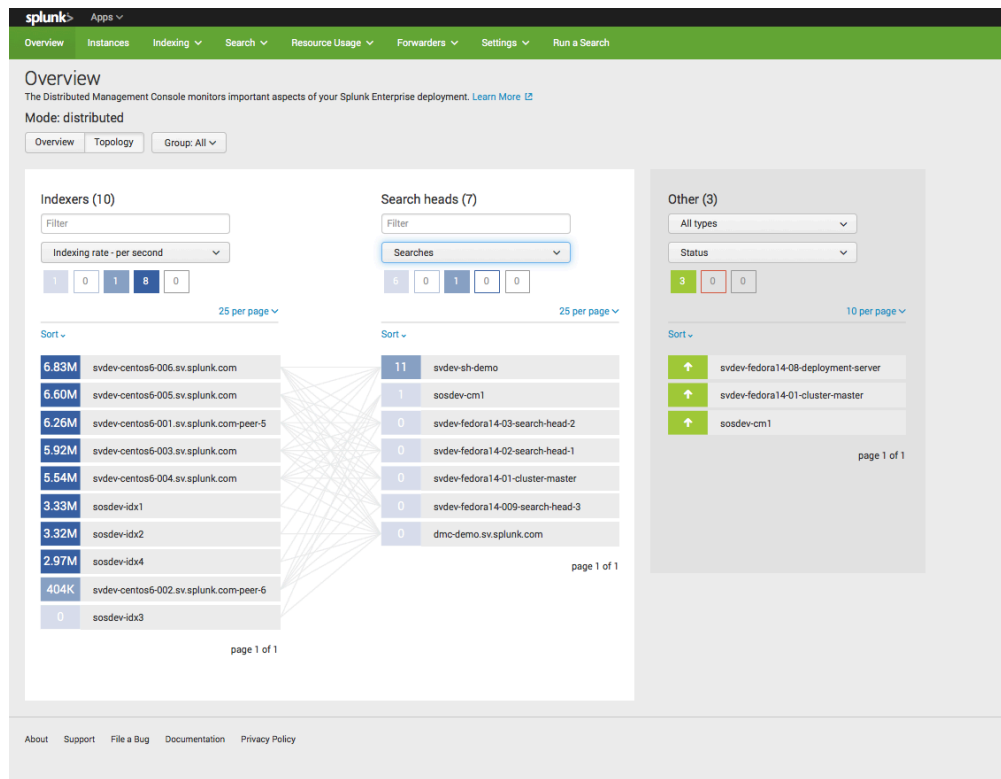 splunk> Apps
Overview Instances Indexing Search Resource Usage Forwarders Settings Run a Search
Overview
The Distributed Management Console monitors important aspects of your Splunk Enterprise deployment. Learn More
Mode: distributed
Overview Topology Group: All
Indexers (10)
Filter
Indexing rate - per second
1 0 1 8 0
25 per page
Sort
6.83M svdev-centos6-006.sv.splunk.com
6.60M svdev-centos6-005.sv.splunk.com
6.26M svdev-centos6-001.sv.splunk.com-peer-5
5.92M svdev-centos6-003.sv.splunk.com
5.54M svdev-centos6-004.sv.splunk.com
3.33M sosdev-idx1
3.32M sosdev-idx2
2.97M sosdev-idx4
404K svdev-centos6-002.sv.splunk.com-peer-6
0 sosdev-idx3
page 1 of 1
Search heads (7)
Filter
Searches
6 0 1 0 0
25 per page
Sort
11 svdev-sh-demo
1 sosdev-cm1
0 svdev-fedora14-03-search-head-2
0 svdev-fedora14-02-search-head-1
0 svdev-fedora14-01-cluster-master
0 svdev-fedora14-009-search-head-3
0 dmc-demo.sv.splunk.com
page 1 of 1
Other (3)
All types
Status
3 0 0
10 per page
Sort
svdev-fedora14-08-deployment-server
svdev-fedora14-01-cluster-master
sosdev-cm1
page 1 of 1
About Support File a Bug Documentation Privacy Policy